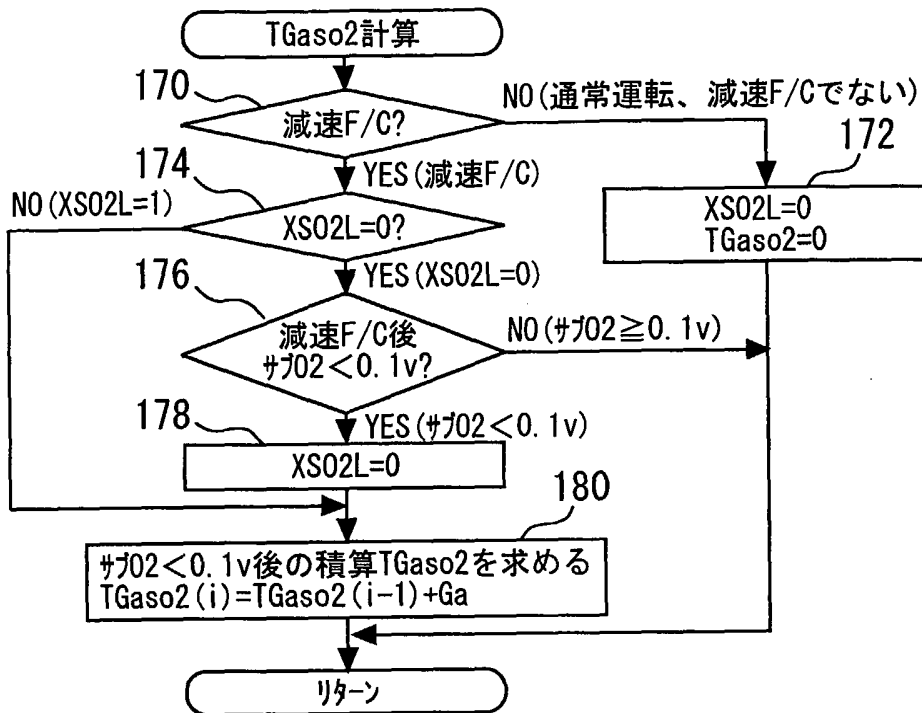 TGaso2計算
170
減速F/C?
NO(通常運転、減速F/Cでない)
172
YES(減速F/C)
174
NO(XSO2L=1)
XSO2L=0?
XSO2L=0
TGaso2=0
YES(XSO2L=0)
176
減速F/C後
ｻﾌﾞO2<0.1v?
NO(ｻﾌﾞO2≧0.1v)
YES(ｻﾌﾞO2<0.1v)
178
XSO2L=0
180
ｻﾌﾞO2<0.1v後の積算TGaso2を求める
TGaso2(i)=TGaso2(i-1)+Ga
ﾘﾀｰﾝ